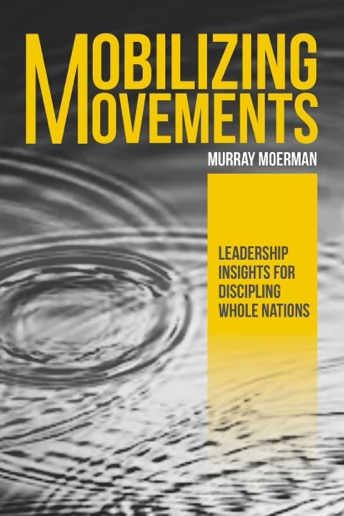 MOBILIZING
MOVEMENTS
MURRAY MOERMAN
LEADERSHIP
INSIGHTS FOR
DISCIPLING
WHOLE NATIONS